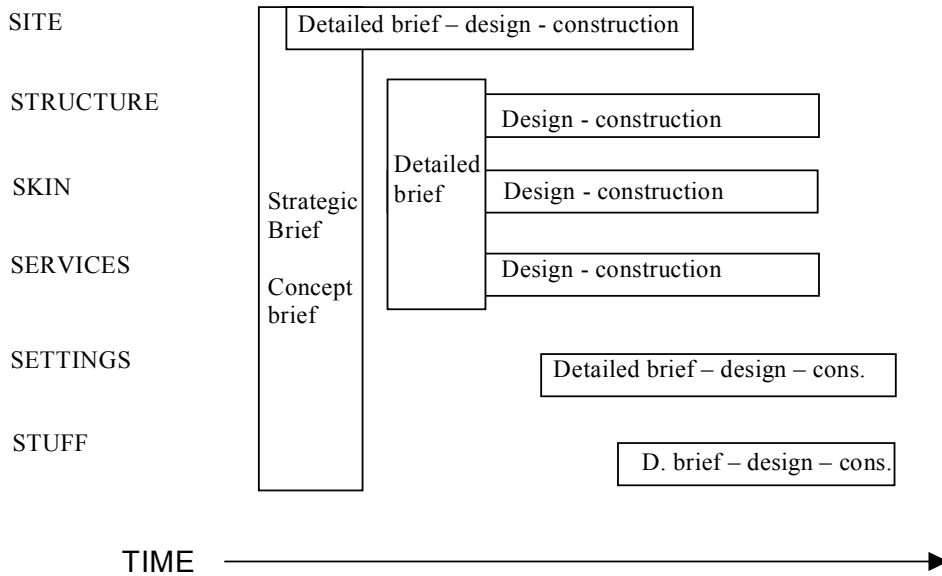 SITE
Detailed brief – design - construction
STRUCTURE
Design - construction
Detailed
brief
SKIN
Design - construction
Strategic
Brief
Concept
brief
SERVICES
Design - construction
SETTINGS
Detailed brief – design – cons.
STUFF
D. brief – design – cons.
TIME